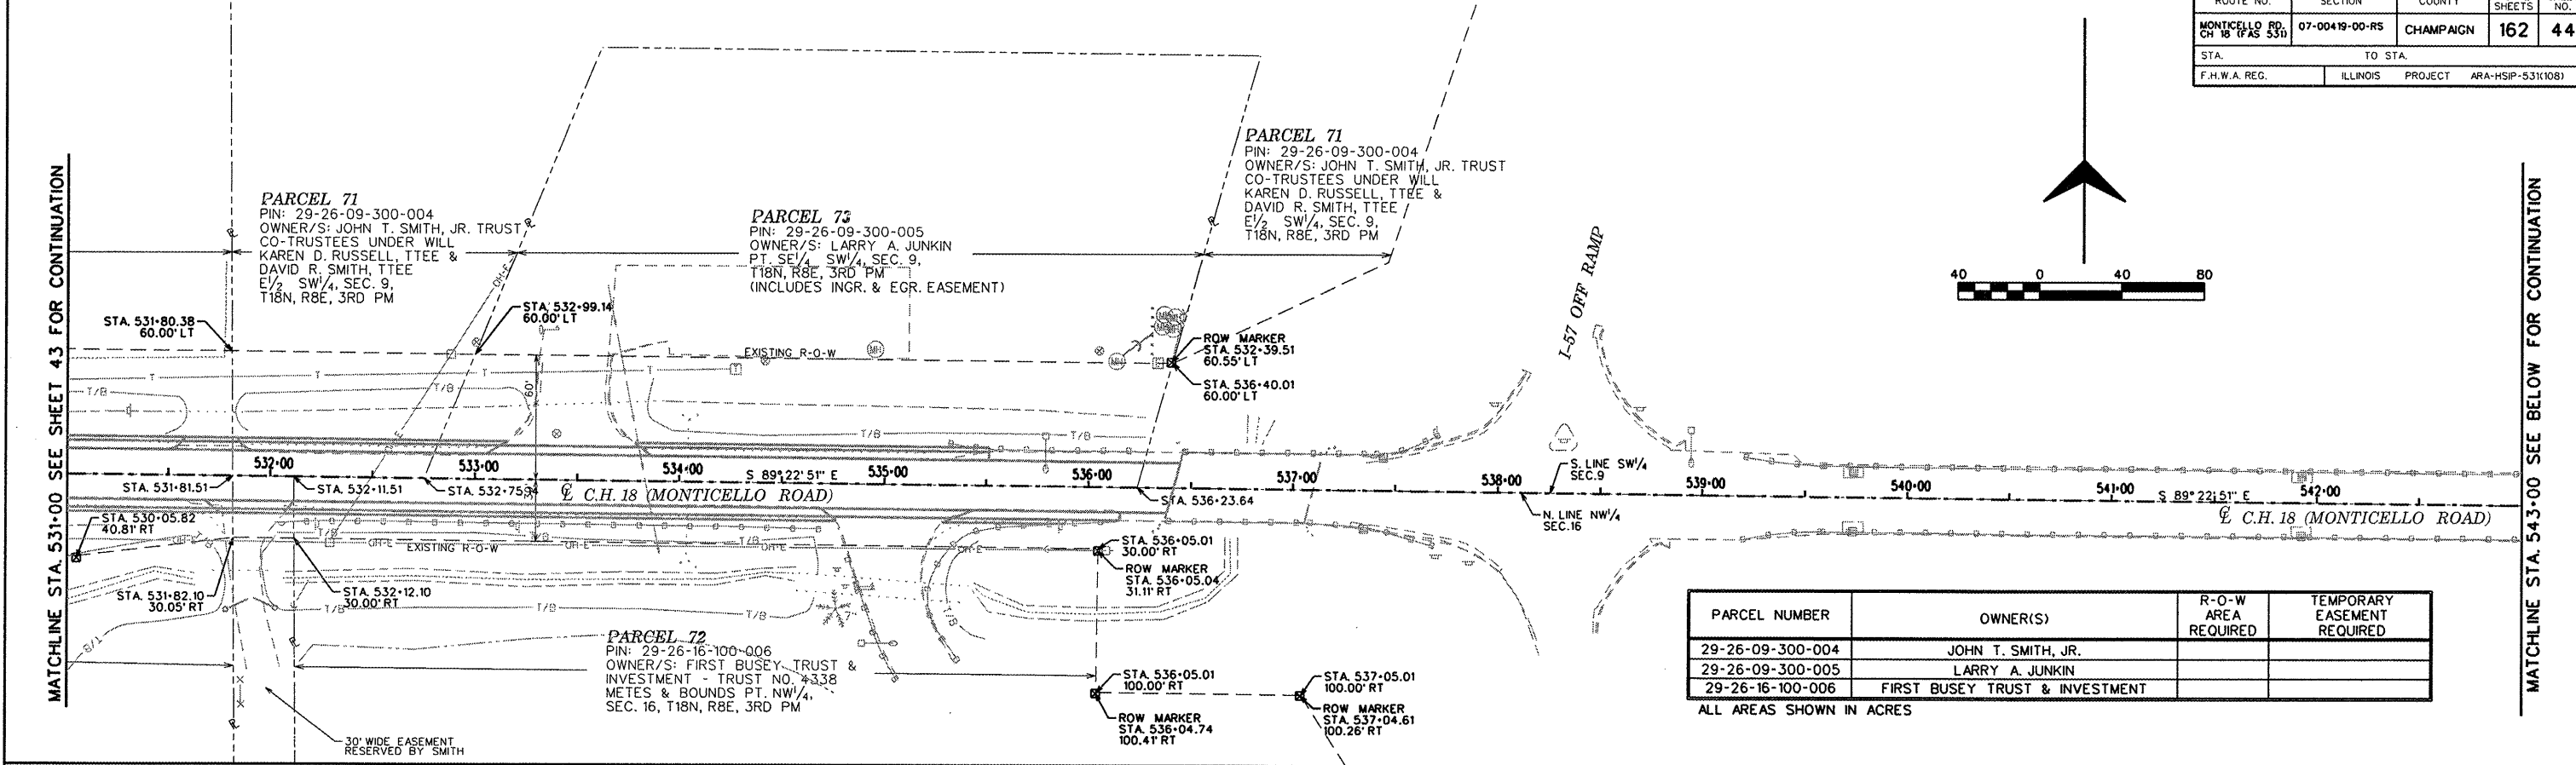 ROUTE NO. SECTION COUNTY SHEETS NO.
MONTICELLO RD. CH 18 (FAS 531) 07-00419-00-RS CHAMPAIGN 162 44
STA. TO STA.
F.H.W.A. REG. ILLINOIS PROJECT ARA-HSIP-531(108)
MATCHLINE STA. 531+00 SEE SHEET 43 FOR CONTINUATION
PARCEL 71
PIN: 29-26-09-300-004
OWNER/S: JOHN T. SMITH, JR. TRUST
CO-TRUSTEES UNDER WILL
KAREN D. RUSSELL, TTEE &
DAVID R. SMITH, TTEE
E1/2 SW1/4, SEC. 9,
T18N, R8E, 3RD PM
PARCEL 73
PIN: 29-26-09-300-005
OWNER/S: LARRY A. JUNKIN
PT. SE1/4 SW1/4, SEC. 9,
T18N, R8E, 3RD PM
(INCLUDES INGR. & EGR. EASEMENT)
PARCEL 71
PIN: 29-26-09-300-004
OWNER/S: JOHN T. SMITH, JR. TRUST
CO-TRUSTEES UNDER WILL
KAREN D. RUSSELL, TTEE &
DAVID R. SMITH, TTEE
E1/2 SW1/4, SEC. 9,
T18N, R8E, 3RD PM
I-57 OFF RAMP
40 0 40 80
STA. 531+80.38
60.00' LT
STA. 532+99.14
60.00' LT
EXISTING R-O-W
ROW MARKER
STA. 532+39.51
60.55' LT
STA. 536+40.01
60.00' LT
60'
OH-E
T T T T
T/B T/B T/B
532+00 533+00 534+00 535+00 536+00 537+00 538+00 539+00 540+00 541+00 542+00
S 89° 22' 51" E
S 89° 22' 51" E
STA. 531+81.51
STA. 532+11.51
STA. 532+75.94
℄ C.H. 18 (MONTICELLO ROAD)
STA. 536+23.64
S. LINE SW1/4
SEC.9
N. LINE NW1/4
SEC.16
℄ C.H. 18 (MONTICELLO ROAD)
STA. 530+05.82
40.81' RT
EXISTING R-O-W
OH-E OH-E OH-E
STA. 531+82.10
30.05' RT
STA. 532+12.10
30.00' RT
T/B T/B T/B
STA. 536+05.01
30.00' RT
ROW MARKER
STA. 536+05.04
31.11' RT
PARCEL 72
PIN: 29-26-16-100-006
OWNER/S: FIRST BUSEY TRUST &
INVESTMENT - TRUST NO. 4338
METES & BOUNDS PT. NW1/4,
SEC. 16, T18N, R8E, 3RD PM
STA. 536+05.01
100.00' RT
ROW MARKER
STA. 536+04.74
100.41' RT
STA. 537+05.01
100.00' RT
ROW MARKER
STA. 537+04.61
100.26' RT
30' WIDE EASEMENT
RESERVED BY SMITH
PARCEL NUMBER OWNER(S) R-O-W AREA REQUIRED TEMPORARY EASEMENT REQUIRED
29-26-09-300-004 JOHN T. SMITH, JR.
29-26-09-300-005 LARRY A. JUNKIN
29-26-16-100-006 FIRST BUSEY TRUST & INVESTMENT
ALL AREAS SHOWN IN ACRES
MATCHLINE STA. 543+00 SEE BELOW FOR CONTINUATION